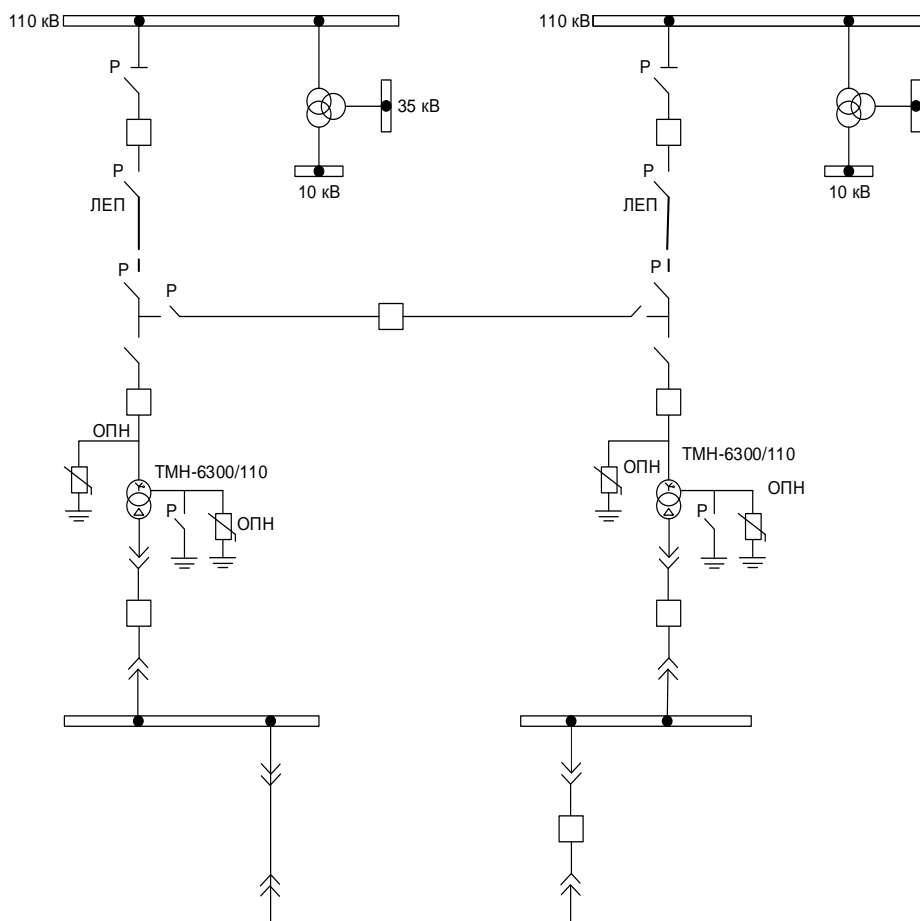 110 кВ
110 кВ
Р
Р
35 кВ
Р
Р
10 кВ
10 кВ
ЛЕП
ЛЕП
Р
Р
Р
ОПН
ТМН-6300/110
ТМН-6300/110
ОПН
ОПН
Р
ОПН
Р